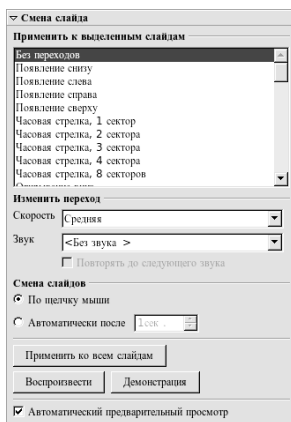 Смена слайда
Применить к выделенным слайдам
Без переходов
Появление снизу
Появление слева
Появление справа
Появление сверху
Часовая стрелка, 1 сектор
Часовая стрелка, 2 сектора
Часовая стрелка, 3 сектора
Часовая стрелка, 4 сектора
Часовая стрелка, 8 секторов
Изменить переход
Скорость Средняя
Звук <Без звука >
Повторять до следующего звука
Смена слайдов
По щелчку мыши
Автоматически после 1сек .
Применить ко всем слайдам
Воспроизвести Демонстрация
Автоматический предварительный просмотр